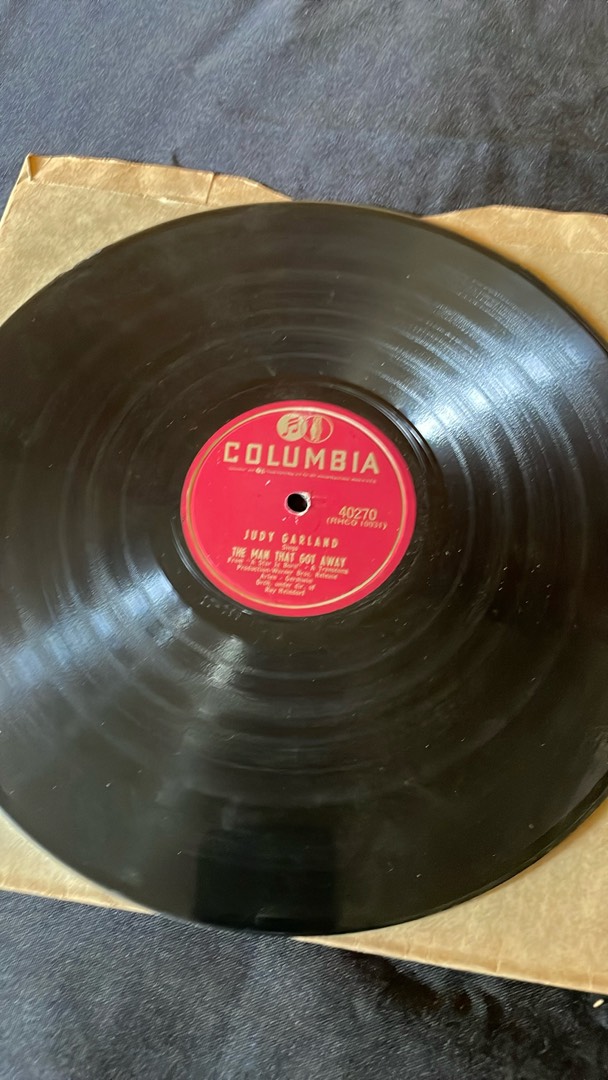 COLUMBIA
40270
(RHCO 10931)
JUDY GARLAND
Sings
THE MAN THAT GOT AWAY
From "A Star Is Born" - A Transcona
Production-Warner Bros. Release
Arlen - Gershwin
Orch. under dir. of
Ray Heindorf